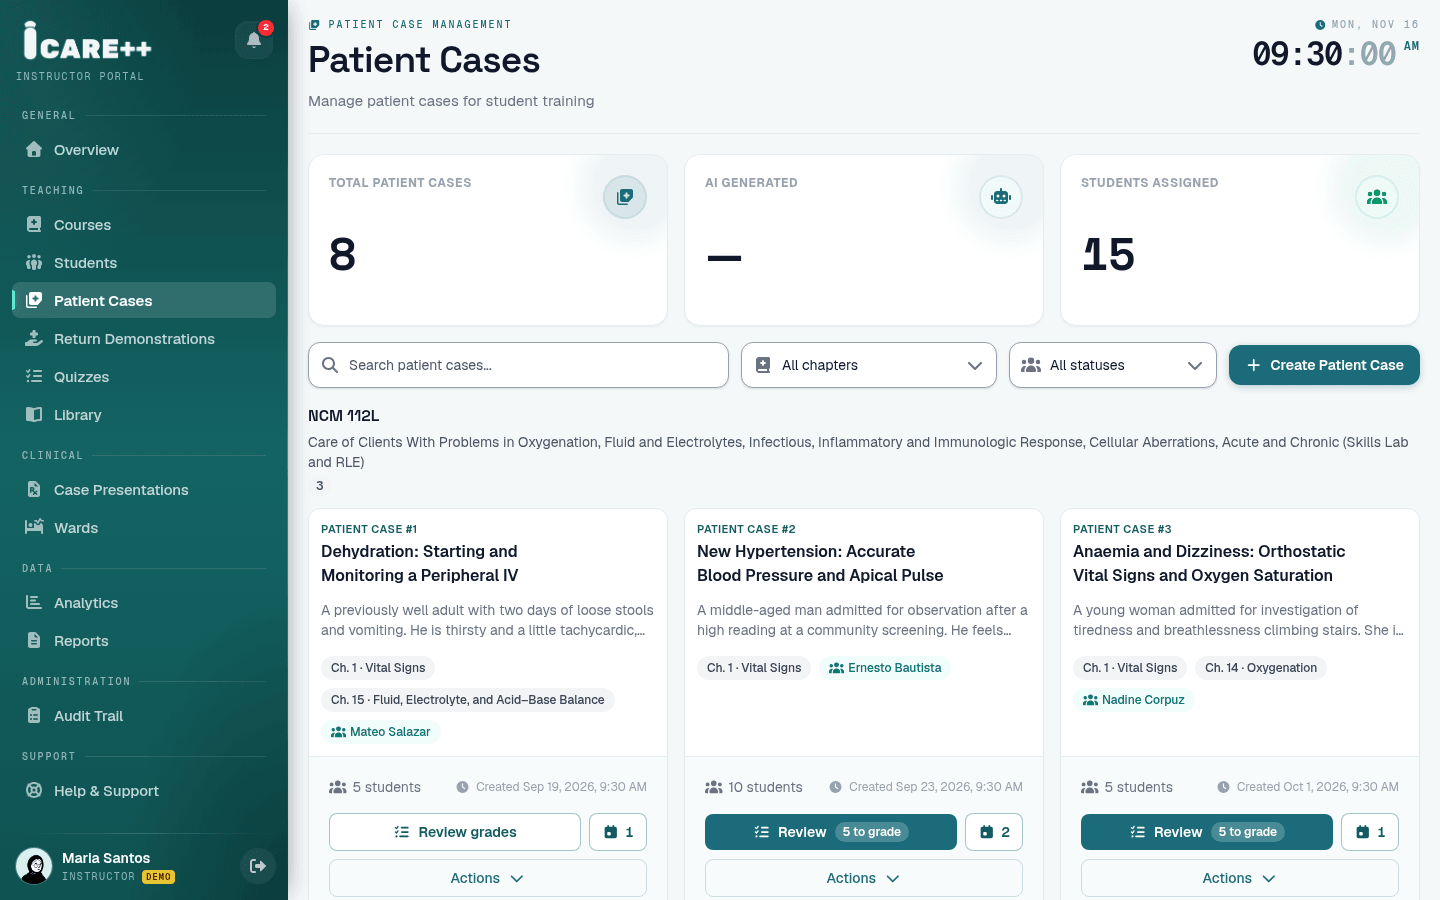 iCARE++
2
INSTRUCTOR PORTAL
GENERAL
Overview
TEACHING
Courses
Students
Patient Cases
Return Demonstrations
Quizzes
Library
CLINICAL
Case Presentations
Wards
DATA
Analytics
Reports
ADMINISTRATION
Audit Trail
SUPPORT
Help & Support
Maria Santos
INSTRUCTOR DEMO
PATIENT CASE MANAGEMENT
Patient Cases
Manage patient cases for student training
MON, NOV 16
09:30:00 AM
TOTAL PATIENT CASES
8
AI GENERATED
—
STUDENTS ASSIGNED
15
Search patient cases...
All chapters
All statuses
Create Patient Case
NCM 112L
Care of Clients With Problems in Oxygenation, Fluid and Electrolytes, Infectious, Inflammatory and Immunologic Response, Cellular Aberrations, Acute and Chronic (Skills Lab
and RLE)
3
PATIENT CASE #1
Dehydration: Starting and
Monitoring a Peripheral IV
A previously well adult with two days of loose stools
and vomiting. He is thirsty and a little tachycardic,...
Ch. 1 · Vital Signs
Ch. 15 · Fluid, Electrolyte, and Acid–Base Balance
Mateo Salazar
5 students
Created Sep 19, 2026, 9:30 AM
Review grades
1
Actions
PATIENT CASE #2
New Hypertension: Accurate
Blood Pressure and Apical Pulse
A middle-aged man admitted for observation after a
high reading at a community screening. He feels...
Ch. 1 · Vital Signs
Ernesto Bautista
10 students
Created Sep 23, 2026, 9:30 AM
Review 5 to grade
2
Actions
PATIENT CASE #3
Anaemia and Dizziness: Orthostatic
Vital Signs and Oxygen Saturation
A young woman admitted for investigation of
tiredness and breathlessness climbing stairs. She i...
Ch. 1 · Vital Signs
Ch. 14 · Oxygenation
Nadine Corpuz
5 students
Created Oct 1, 2026, 9:30 AM
Review 5 to grade
1
Actions